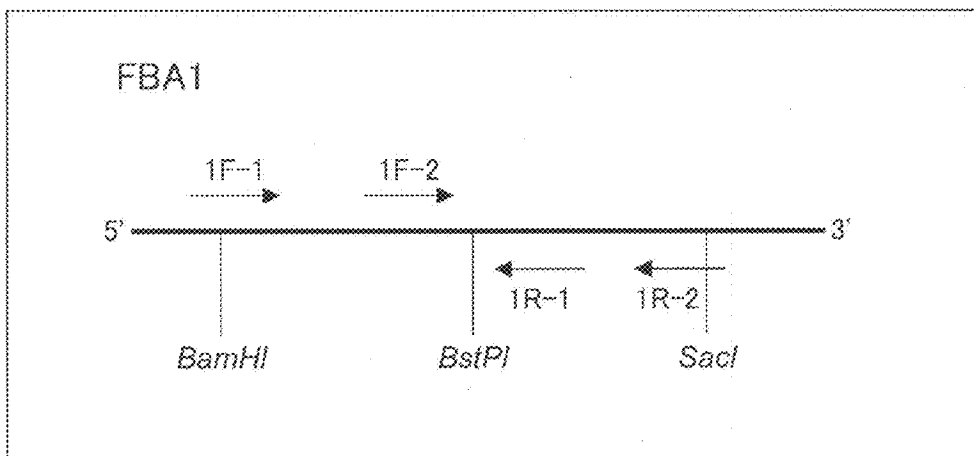 FBA1
1F-1 1F-2
5' 3'
1R-1 1R-2
BamHI BstPI SacI